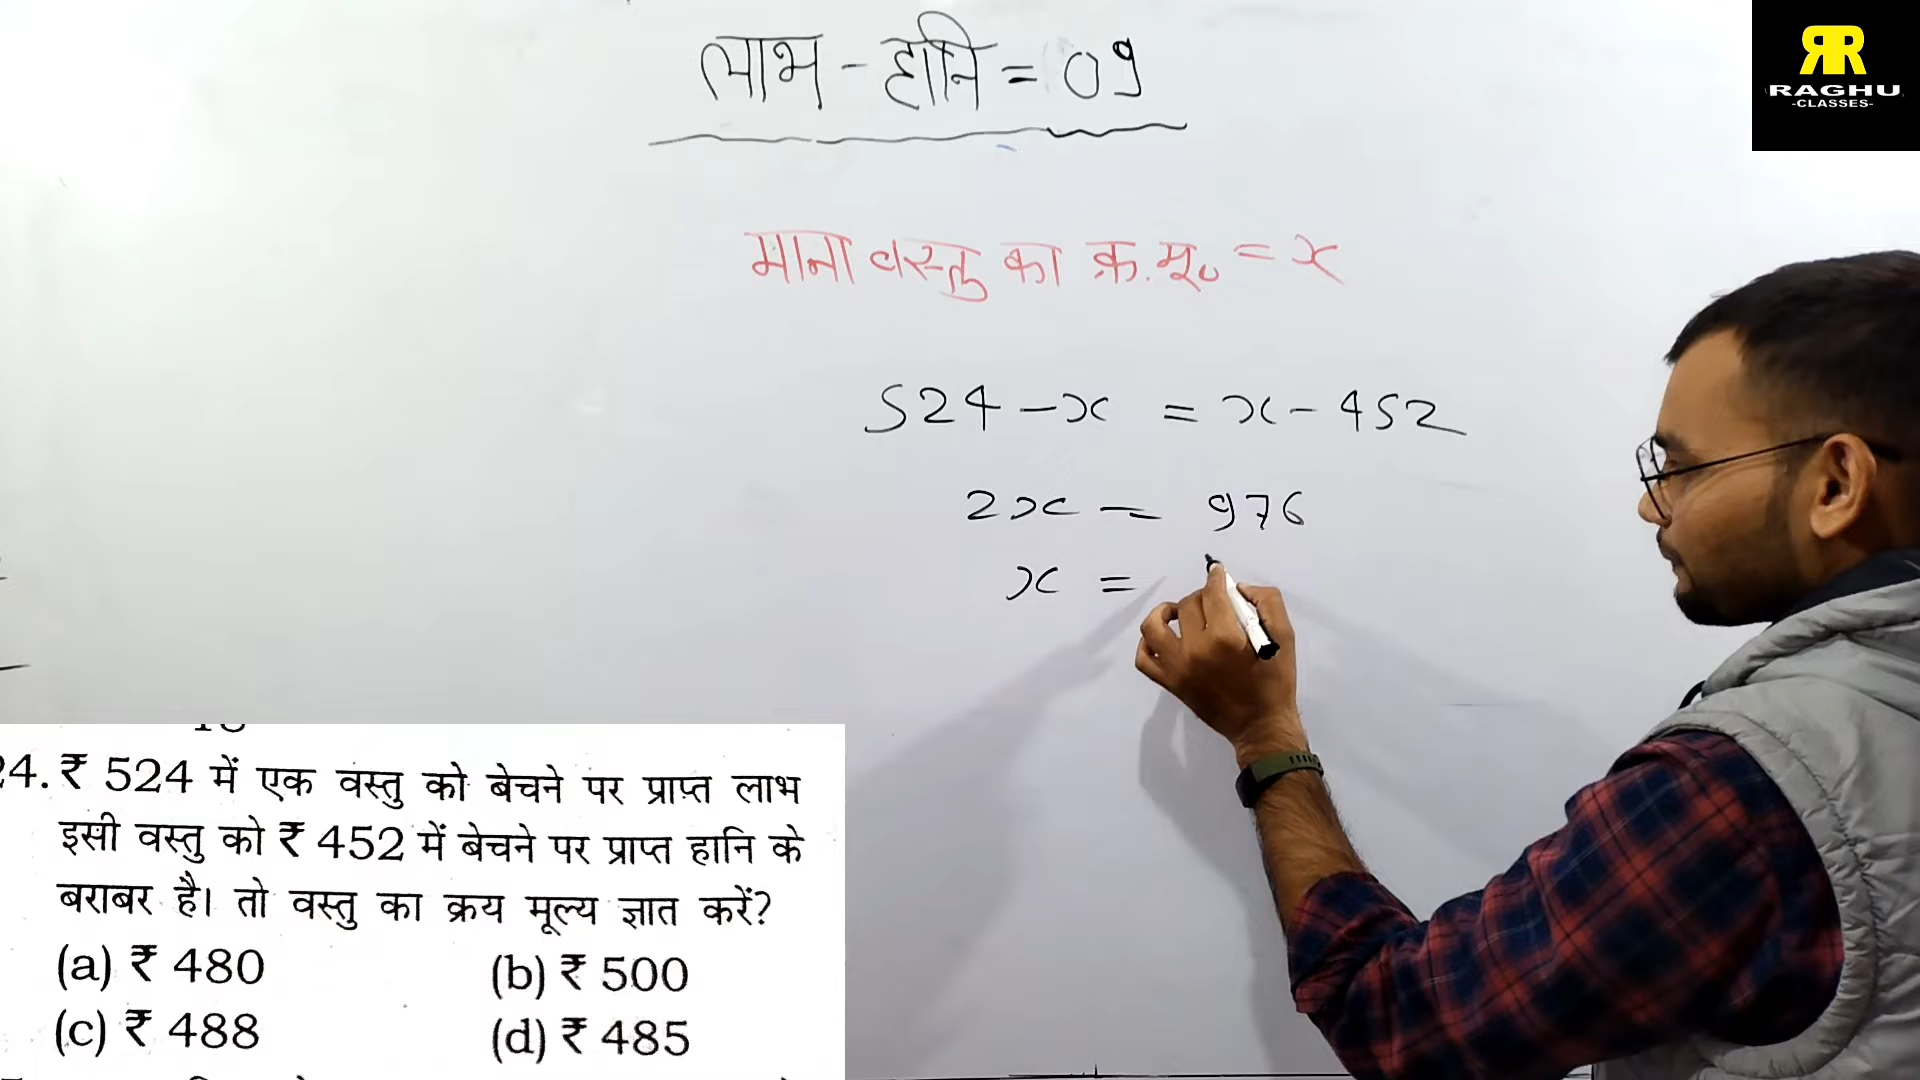 लाभ - हानि = 09
RR
RAGHU
-CLASSES-
माना वस्तु का क्र. मू० = x
524 - x = x - 452
2x = 976
x =
24. ₹ 524 में एक वस्तु को बेचने पर प्राप्त लाभ
इसी वस्तु को ₹ 452 में बेचने पर प्राप्त हानि के
बराबर है। तो वस्तु का क्रय मूल्य ज्ञात करें?
(a) ₹ 480 (b) ₹ 500
(c) ₹ 488 (d) ₹ 485